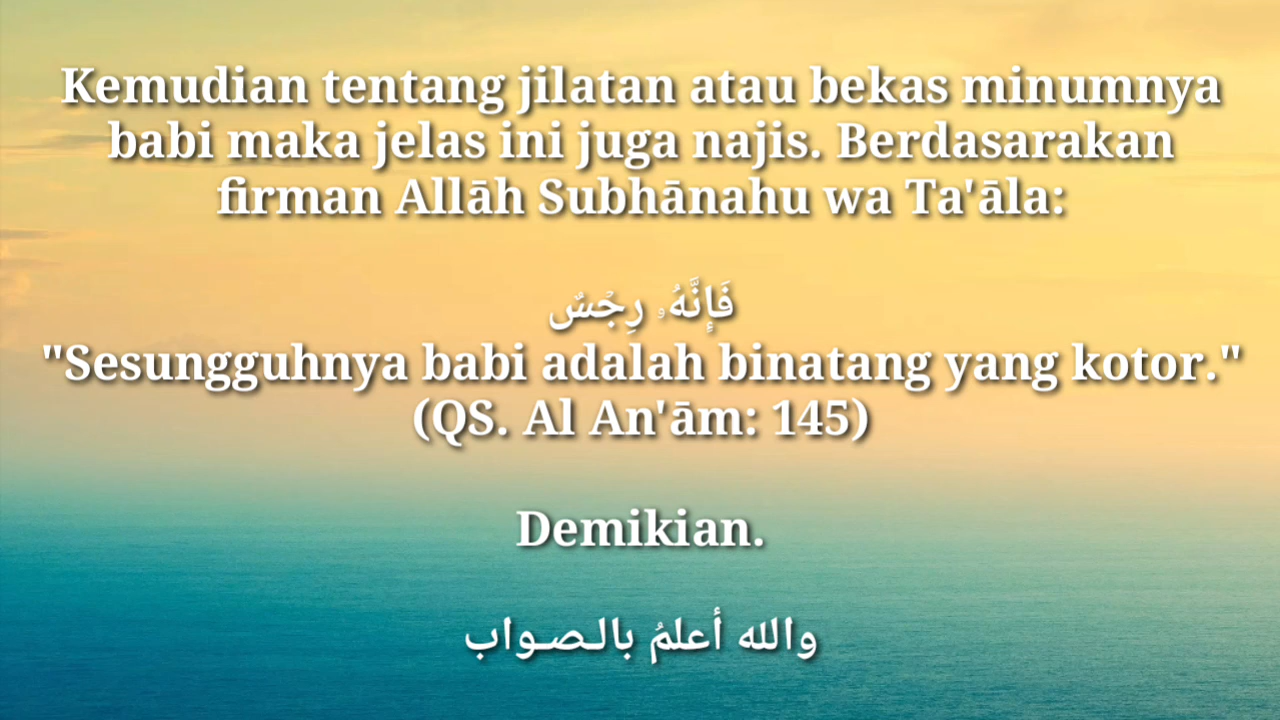 Kemudian tentang jilatan atau bekas minumnya
babi maka jelas ini juga najis. Berdasarakan
firman Allāh Subhānahu wa Ta'āla:
فَإِنَّهُۥ رِجْسٌ
"Sesungguhnya babi adalah binatang yang kotor."
(QS. Al An'ām: 145)
Demikian.
والله أعلمُ بالـصـواب